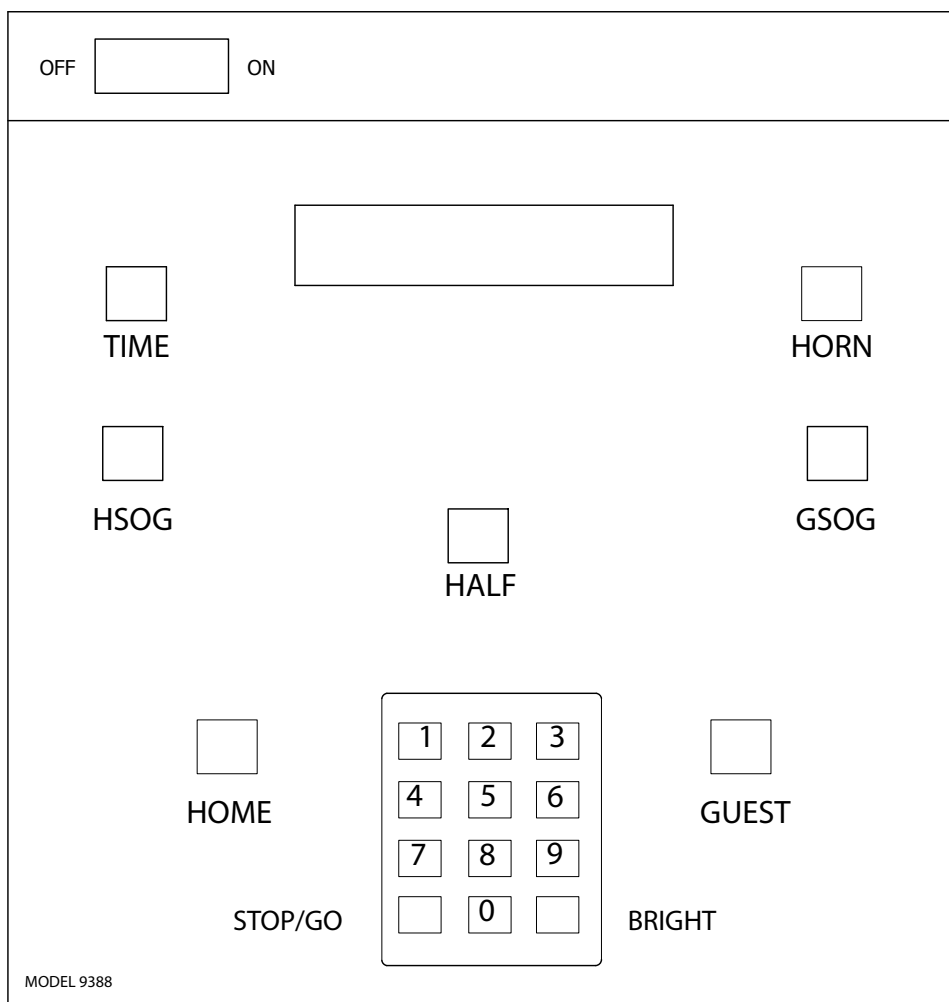 OFF ON
TIME HORN
HSOG GSOG
HALF
1 2 3
HOME 4 5 6 GUEST
7 8 9
STOP/GO 0 BRIGHT
MODEL 9388